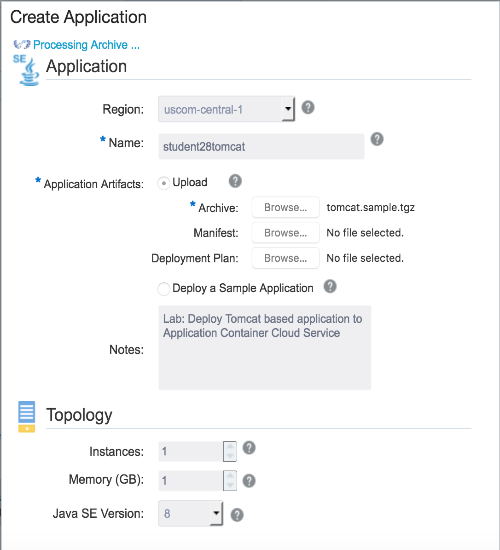 Create Application
Processing Archive ...
SE
Application
Region: uscom-central-1 ?
* Name: student28tomcat ?
* Application Artifacts: Upload ?
* Archive: Browse... tomcat.sample.tgz
Manifest: Browse... No file selected.
Deployment Plan: Browse... No file selected.
Deploy a Sample Application ?
Lab: Deploy Tomcat based application to
Application Container Cloud Service
Notes:
Topology
Instances: 1 ?
Memory (GB): 1 ?
Java SE Version: 8 ?